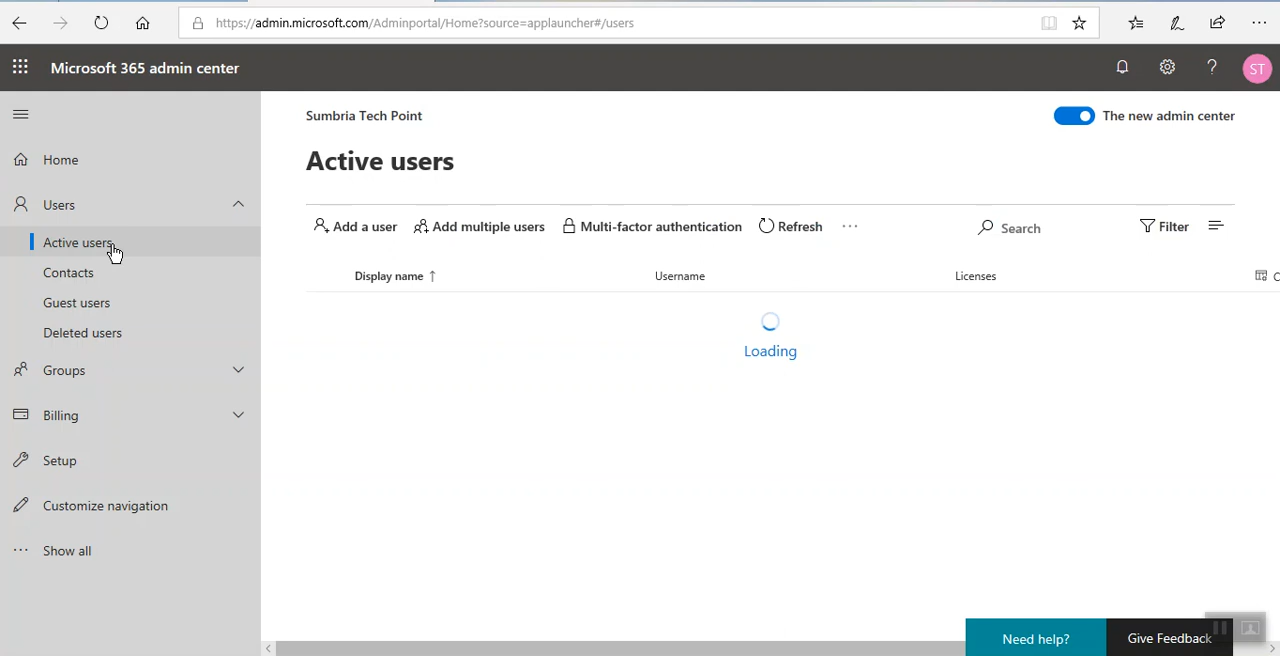 https://admin.microsoft.com/Adminportal/Home?source=applauncher#/users
Microsoft 365 admin center
ST
Sumbria Tech Point
The new admin center
Home
Active users
Users
Add a user
Add multiple users
Multi-factor authentication
Refresh
Search
Filter
Active users
Contacts
Display name ↑
Username
Licenses
C
Guest users
Deleted users
Loading
Groups
Billing
Setup
Customize navigation
Show all
Need help?
Give Feedback